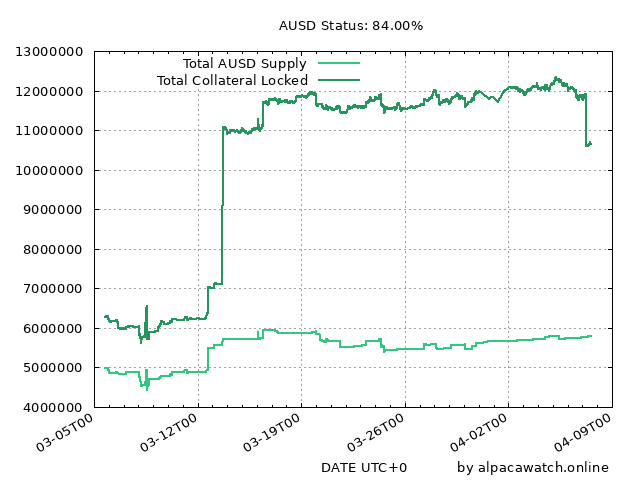 AUSD Status: 84.00%
13000000
12000000
11000000
10000000
9000000
8000000
7000000
6000000
5000000
4000000
Total AUSD Supply
Total Collateral Locked
03-05T00
03-12T00
03-19T00
03-26T00
04-02T00
04-09T00
DATE UTC+0
by alpacawatch.online